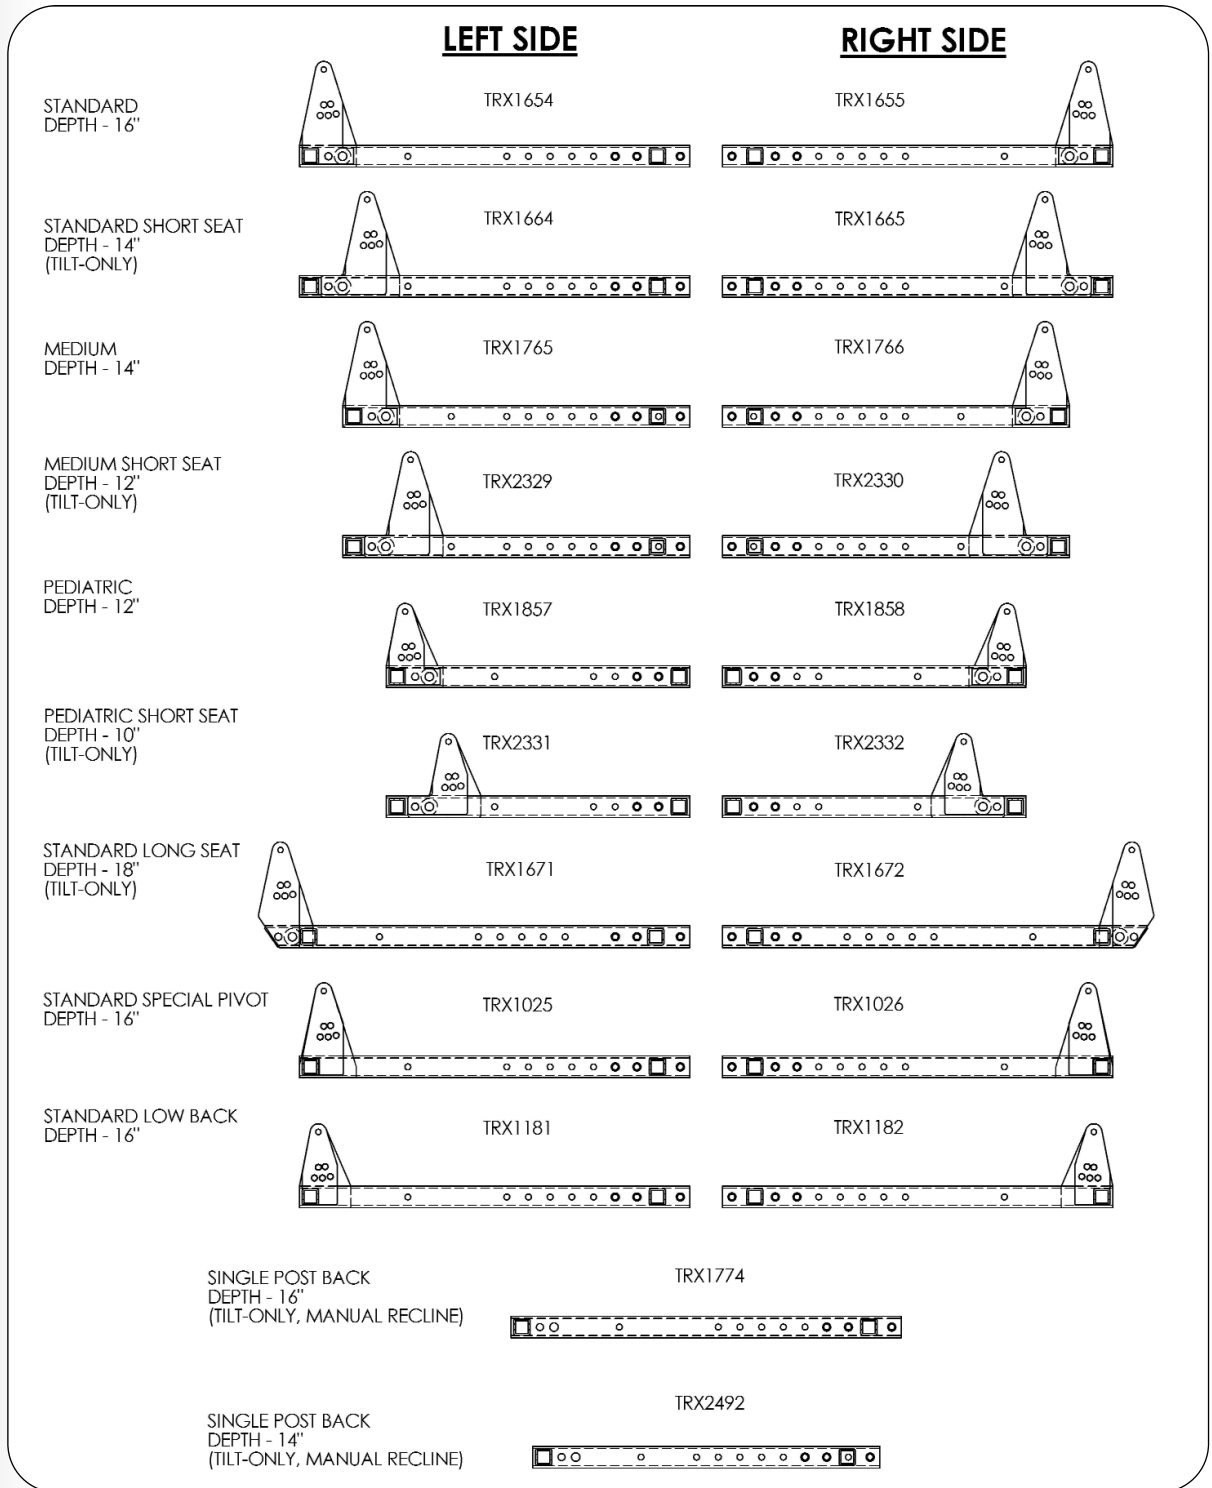 LEFT SIDE
RIGHT SIDE
STANDARD
DEPTH - 16"
TRX1654
TRX1655
STANDARD SHORT SEAT
DEPTH - 14"
(TILT-ONLY)
TRX1664
TRX1665
MEDIUM
DEPTH - 14"
TRX1765
TRX1766
MEDIUM SHORT SEAT
DEPTH - 12"
(TILT-ONLY)
TRX2329
TRX2330
PEDIATRIC
DEPTH - 12"
TRX1857
TRX1858
PEDIATRIC SHORT SEAT
DEPTH - 10"
(TILT-ONLY)
TRX2331
TRX2332
STANDARD LONG SEAT
DEPTH - 18"
(TILT-ONLY)
TRX1671
TRX1672
STANDARD SPECIAL PIVOT
DEPTH - 16"
TRX1025
TRX1026
STANDARD LOW BACK
DEPTH - 16"
TRX1181
TRX1182
SINGLE POST BACK
DEPTH - 16"
(TILT-ONLY, MANUAL RECLINE)
TRX1774
SINGLE POST BACK
DEPTH - 14"
(TILT-ONLY, MANUAL RECLINE)
TRX2492